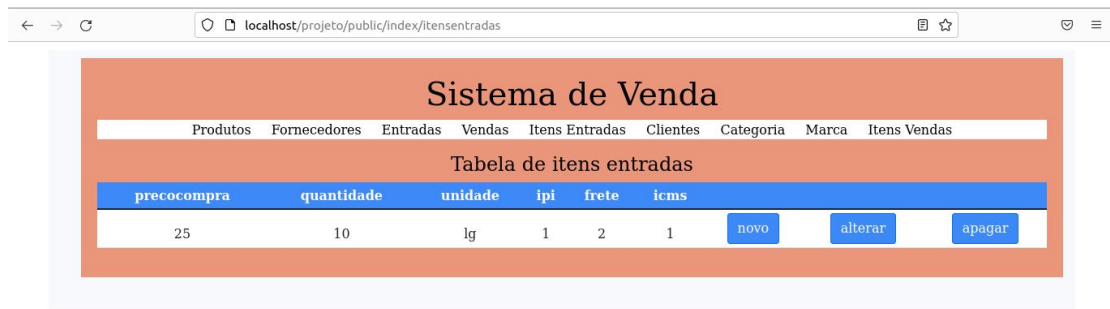 localhost/projeto/public/index/itensentradas
Sistema de Venda
Produtos Fornecedores Entradas Vendas Itens Entradas Clientes Categoria Marca Itens Vendas
Tabela de itens entradas
precocompra quantidade unidade ipi frete icms
25 10 lg 1 2 1 novo alterar apagar